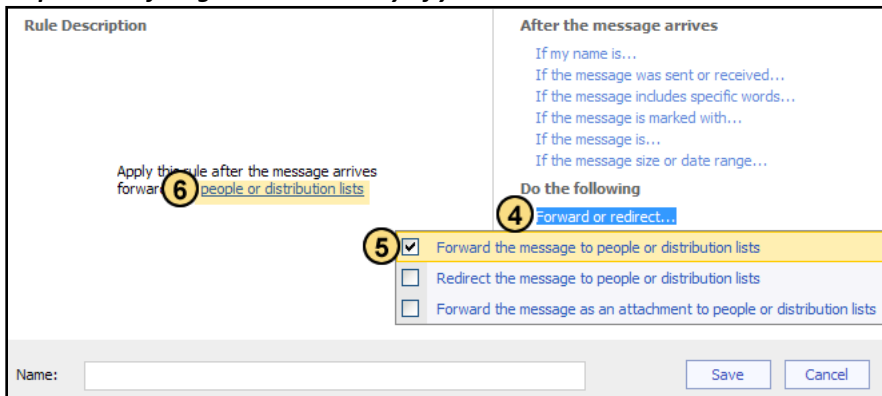 Rule Description
After the message arrives
If my name is...
If the message was sent or received...
If the message includes specific words...
If the message is marked with...
If the message is...
If the message size or date range...
Apply this rule after the message arrives
forward 6 people or distribution lists
Do the following
4 Forward or redirect...
5 Forward the message to people or distribution lists
Redirect the message to people or distribution lists
Forward the message as an attachment to people or distribution lists
Name:
Save
Cancel